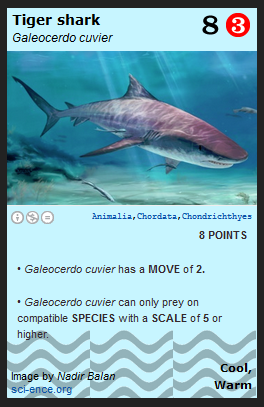 Tiger shark
8 3
Galeocerdo cuvier
Animalia, Chordata, Chondrichthyes
8 POINTS
• Galeocerdo cuvier has a MOVE of 2.
• Galeocerdo cuvier can only prey on
compatible SPECIES with a SCALE of 5 or
higher.
Cool,
Warm
Image by Nadir Balan
sci-ence.org